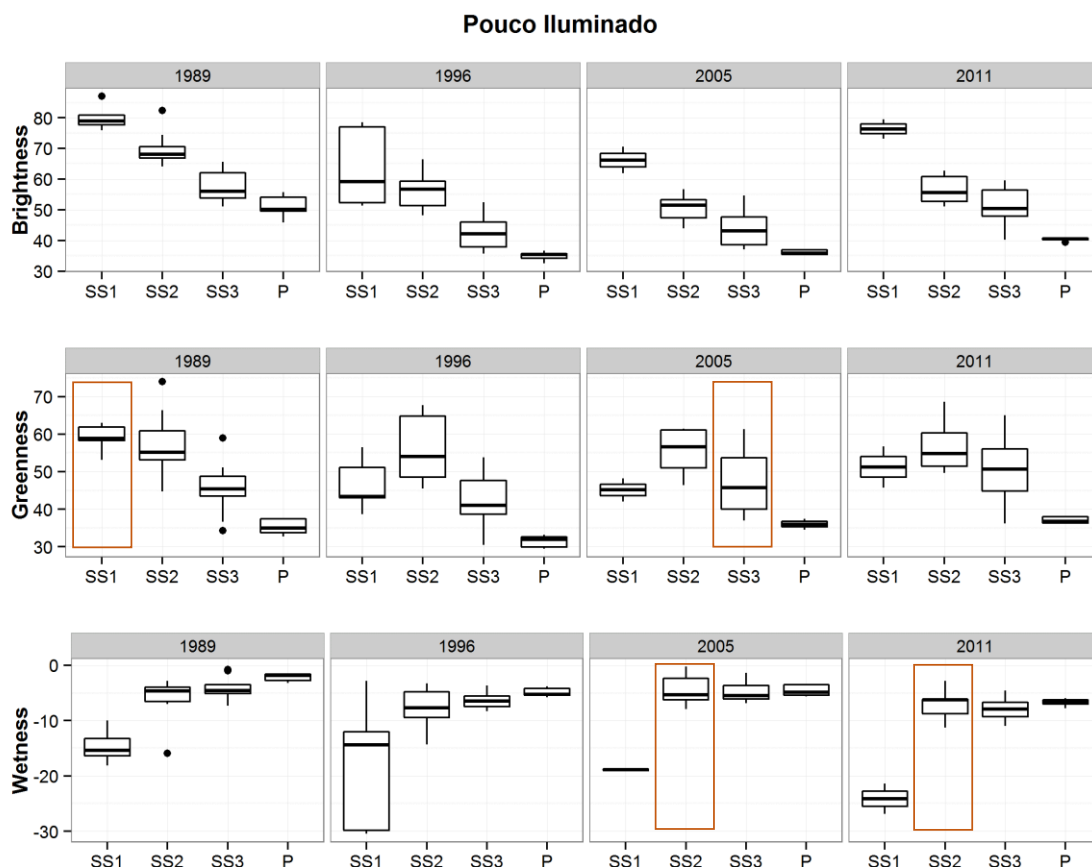 Pouco Iluminado
1989 1996 2005 2011
Brightness
80
70
60
50
40
30
SS1 SS2 SS3 P SS1 SS2 SS3 P SS1 SS2 SS3 P SS1 SS2 SS3 P
1989 1996 2005 2011
Greenness
70
60
50
40
30
SS1 SS2 SS3 P SS1 SS2 SS3 P SS1 SS2 SS3 P SS1 SS2 SS3 P
1989 1996 2005 2011
Wetness
0
-10
-20
-30
SS1 SS2 SS3 P SS1 SS2 SS3 P SS1 SS2 SS3 P SS1 SS2 SS3 P